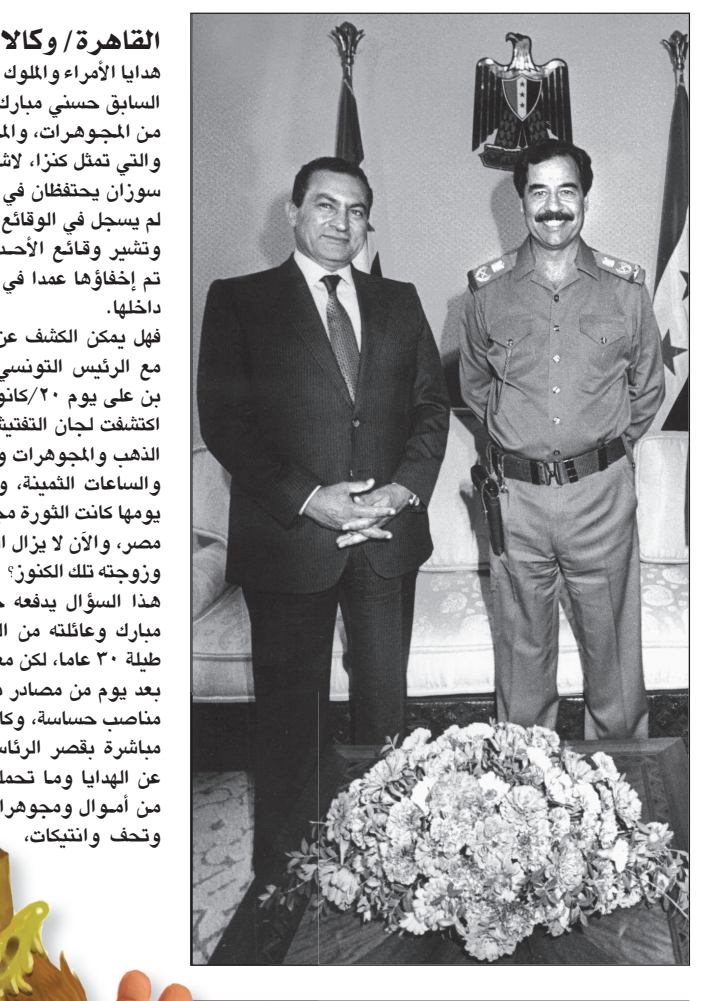 القاهرة/ وكالا
هدايا الأمراء والملوك
السابق حسني مبارك
من المجوهرات، والم
والتي تمثل كنزا، لاش
سوزان يحتفظان في
لم يسجل في الوقائع
وتشير وقائع الأحد
تم إخفاؤها عمدا في
داخلها.
فهل يمكن الكشف عن
مع الرئيس التونسي
بن على يوم ٢٠/كانو
اكتشفت لجان التفتيش
الذهب والمجوهرات و
والساعات الثمينة، و
يومها كانت الثورة مج
مصر، والآن لا يزال ا
وزوجته تلك الكنوز؟
هذا السؤال يدفعه ح
مبارك وعائلته من ال
طيلة ٣٠ عاما، لكن مع
بعد يوم من مصادر م
مناصب حساسة، وكا
مباشرة بقصر الرئاس
عن الهدايا وما تحمل
من أموال ومجوهرا
وتحف وانتيكات،